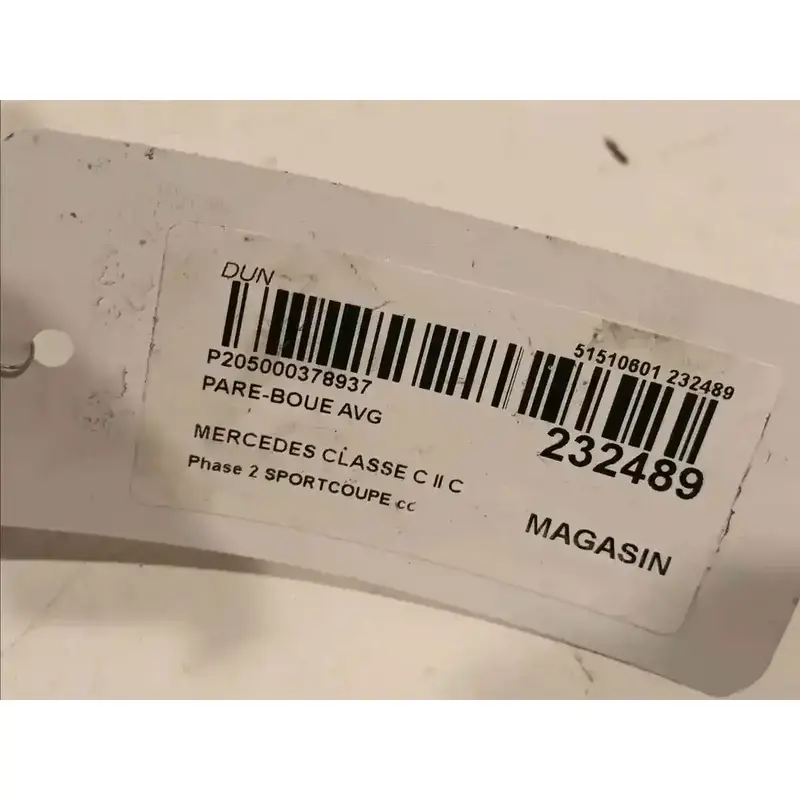 DUN
51510601 232489
P205000378937
PARE-BOUE AVG
232489
MERCEDES CLASSE C II C
Phase 2 SPORTCOUPE cc
MAGASIN